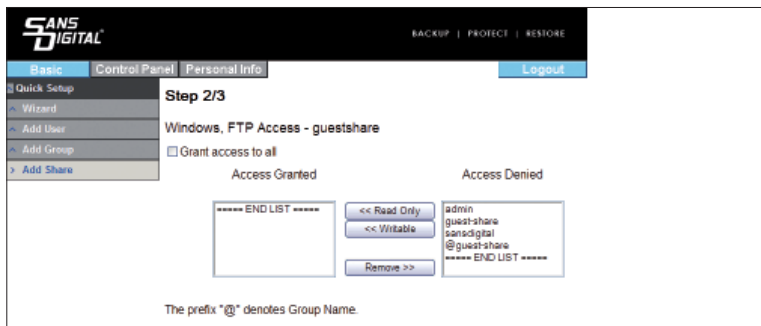 SANS DIGITAL
BACKUP | PROTECT | RESTORE
Basic Control Panel Personal Info Logout
Quick Setup
Wizard
Add User
Add Group
Add Share
Step 2/3
Windows, FTP Access - guestshare
Grant access to all
Access Granted
Access Denied
===== END LIST =====
<< Read Only
<< Writable
Remove >>
admin
guest-share
sansdigital
@guest-share
===== END LIST =====
The prefix "@" denotes Group Name.